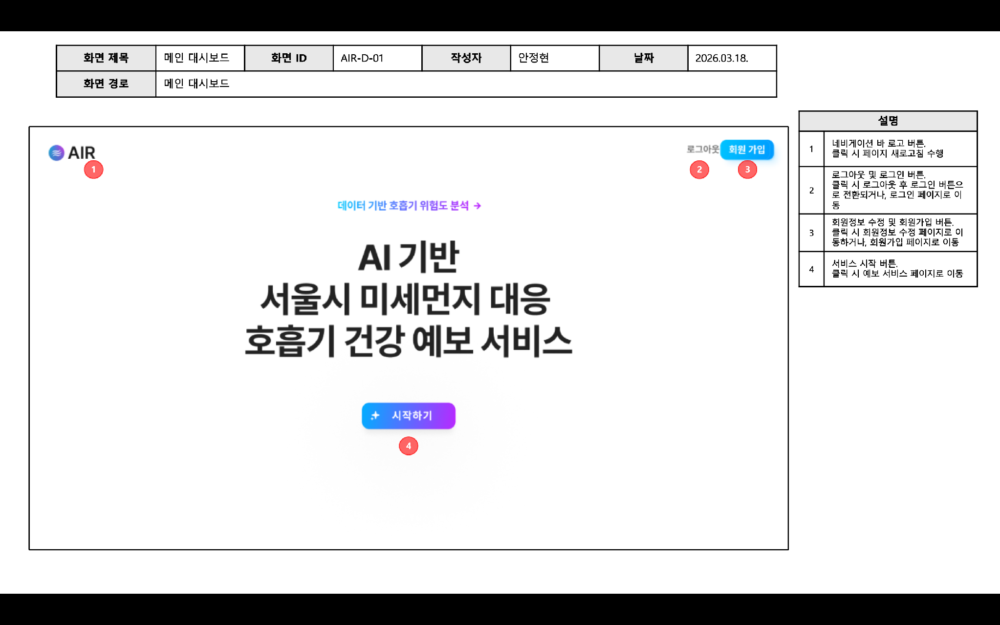 화면 제목 메인 대시보드 화면 ID AIR-D-01 작성자 안정현 날짜 2026.03.18.
화면 경로 메인 대시보드
AIR
1
로그아웃 회원 가입
2 3
데이터 기반 호흡기 위험도 분석 →
AI 기반
서울시 미세먼지 대응
호흡기 건강 예보 서비스
시작하기
4
설명
1 네비게이션 바 로고 버튼.
클릭 시 페이지 새로고침 수행
2 로그아웃 및 로그인 버튼.
클릭 시 로그아웃 후 로그인 버튼으
로 전환되거나, 로그인 페이지로 이
동
3 회원정보 수정 및 회원가입 버튼.
클릭 시 회원정보 수정 페이지로 이
동하거나, 회원가입 페이지로 이동
4 서비스 시작 버튼.
클릭 시 예보 서비스 페이지로 이동